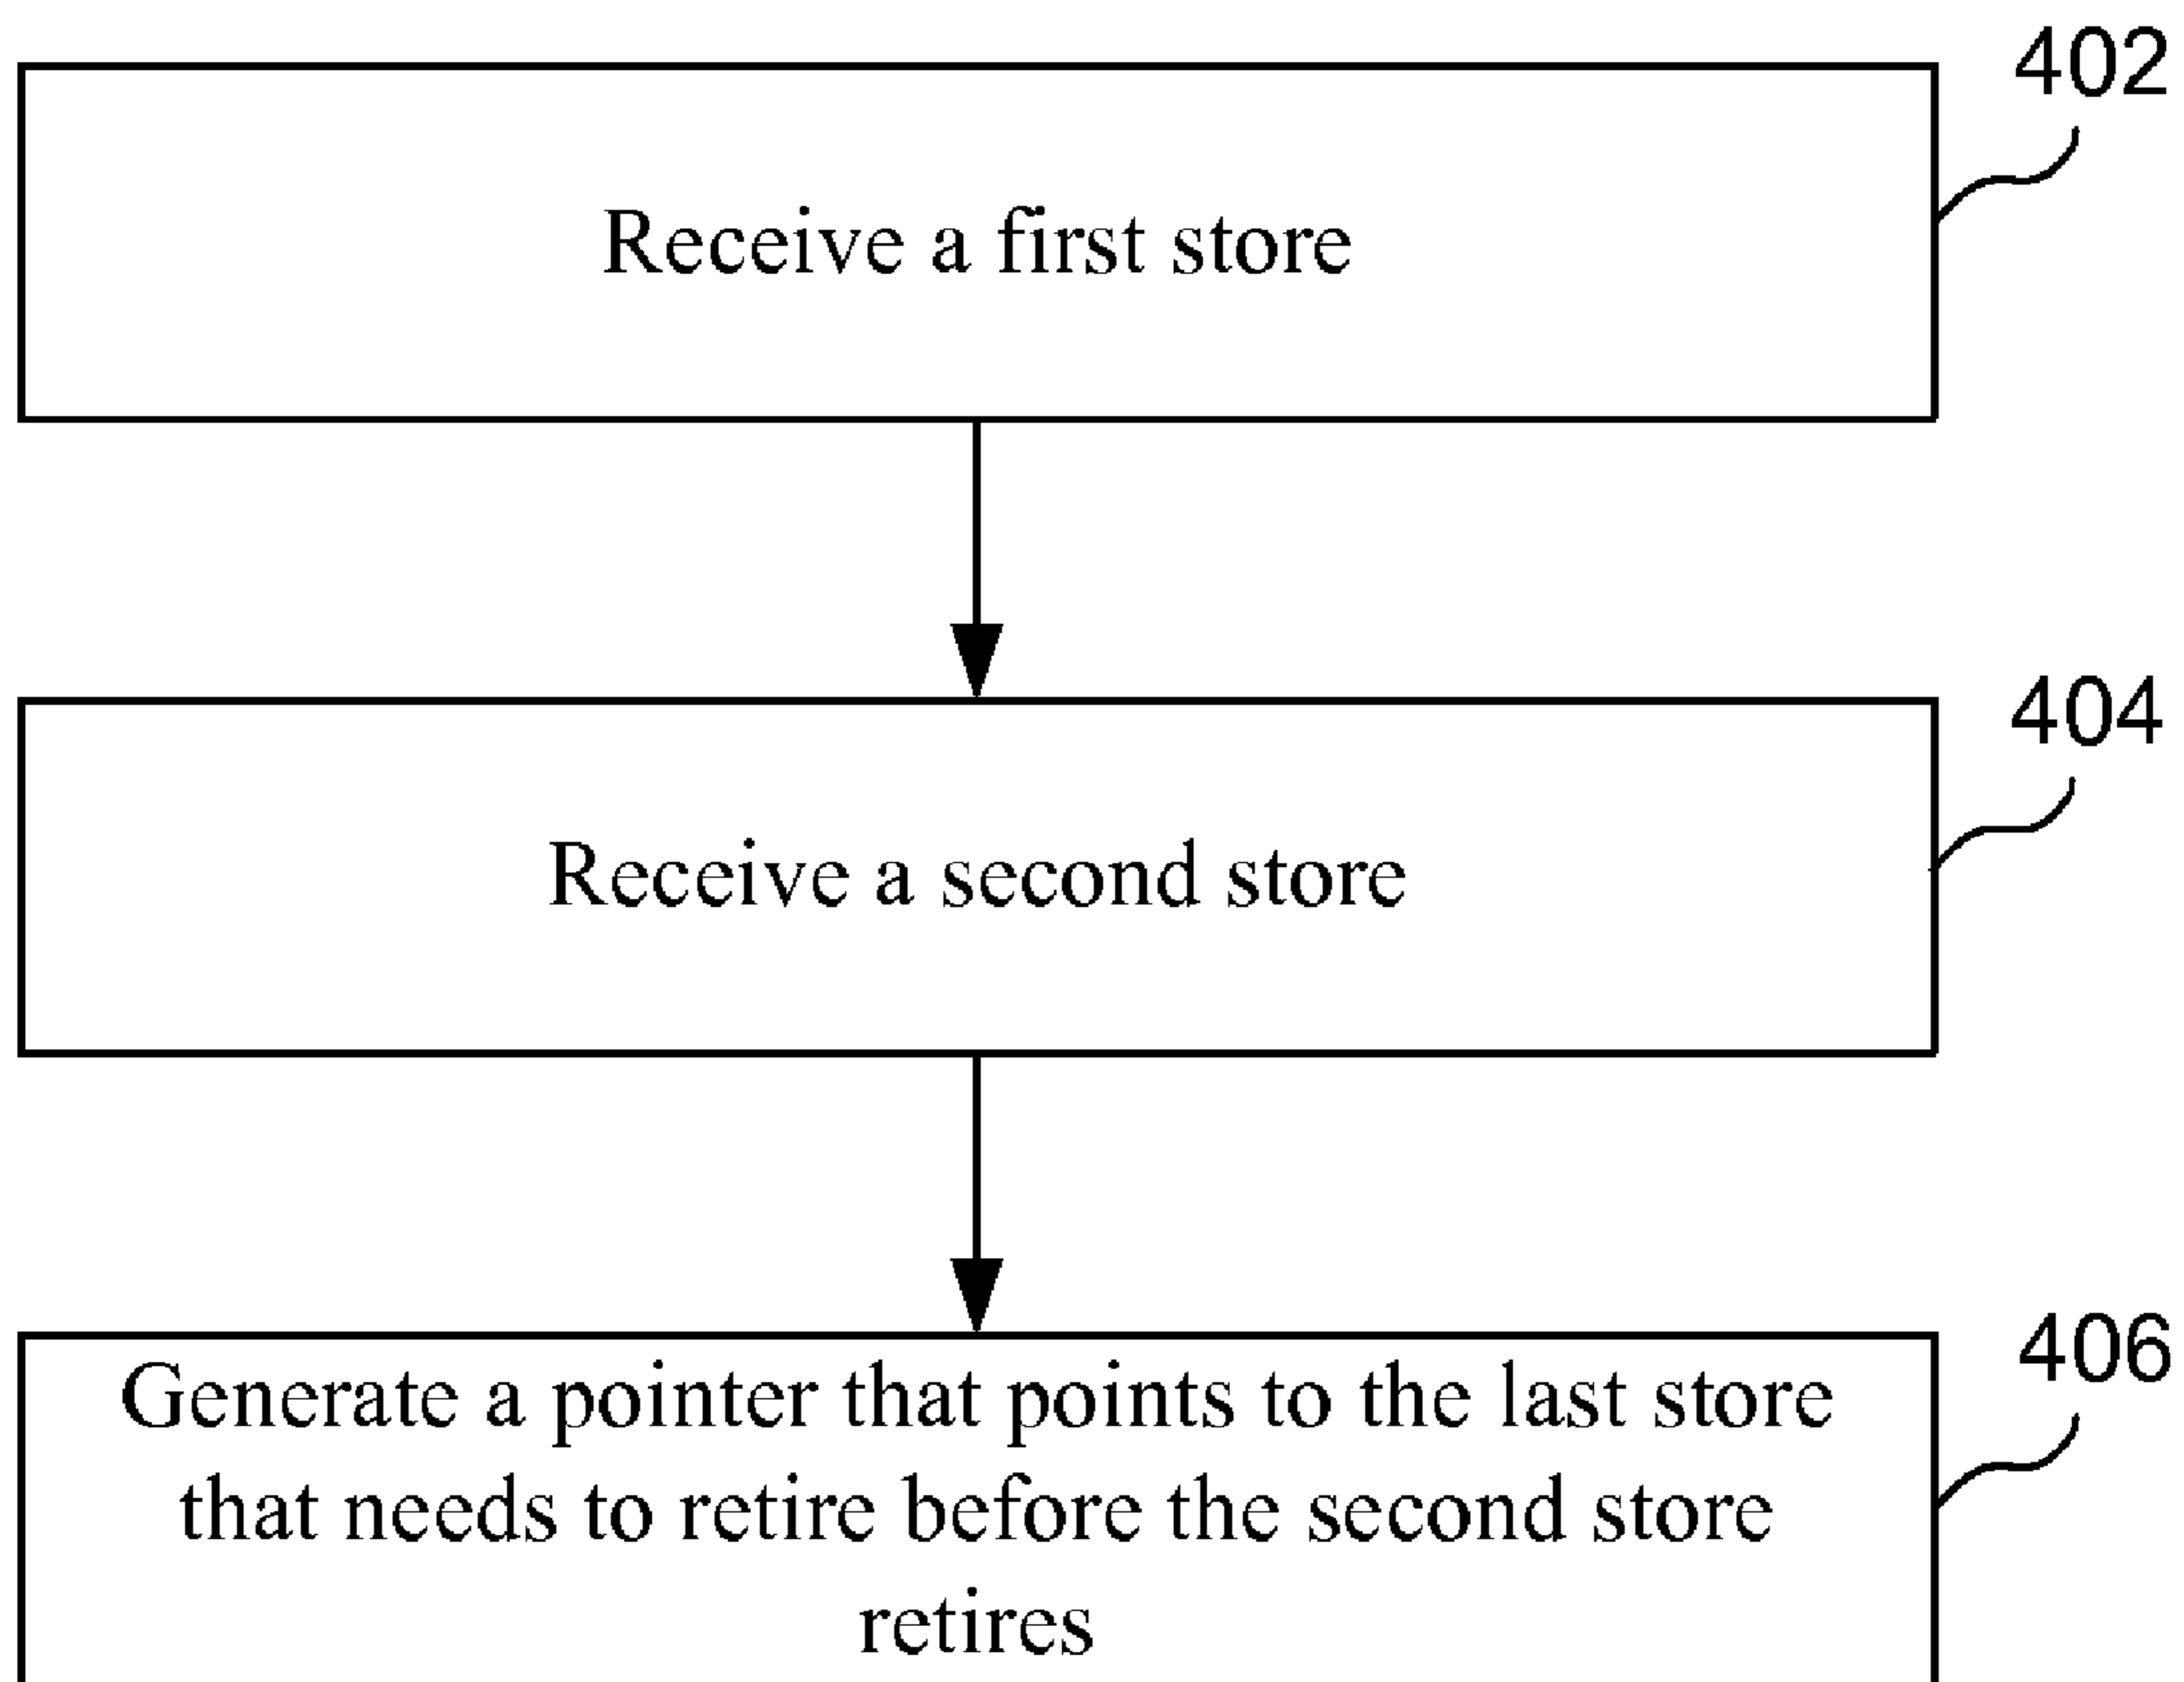 402
Receive a first store
404
Receive a second store
406
Generate a pointer that points to the last store
that needs to retire before the second store
retires